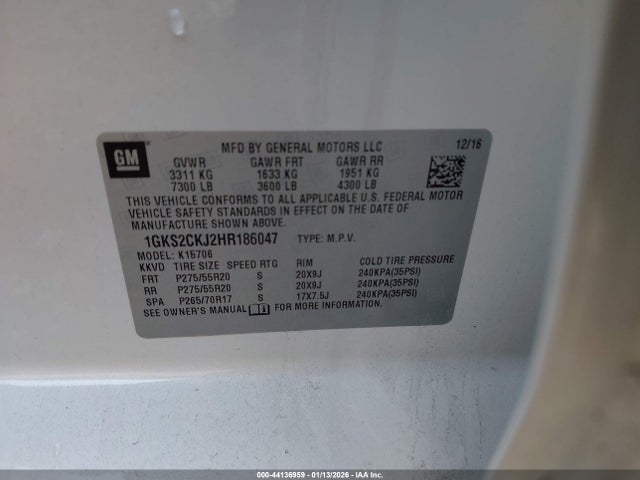 GM
MFD BY GENERAL MOTORS LLC 12/16
GVWR GAWR FRT GAWR RR
3311 KG 1633 KG 1951 KG
7300 LB 3600 LB 4300 LB
THIS VEHICLE CONFORMS TO ALL APPLICABLE U.S. FEDERAL MOTOR
VEHICLE SAFETY STANDARDS IN EFFECT ON THE DATE OF
MANUFACTURE SHOWN ABOVE.
1GKS2CKJ2HR186047 TYPE: M.P.V.
MODEL: K15706
KKVD TIRE SIZE SPEED RTG RIM COLD TIRE PRESSURE
FRT P275/55R20 S 20X9J 240KPA(35PSI)
RR P275/55R20 S 20X9J 240KPA(35PSI)
SPA P265/70R17 S 17X7.5J 240KPA(35PSI)
SEE OWNER'S MANUAL FOR MORE INFORMATION.
000-44136959 — 01/13/2026 — IAA Inc.